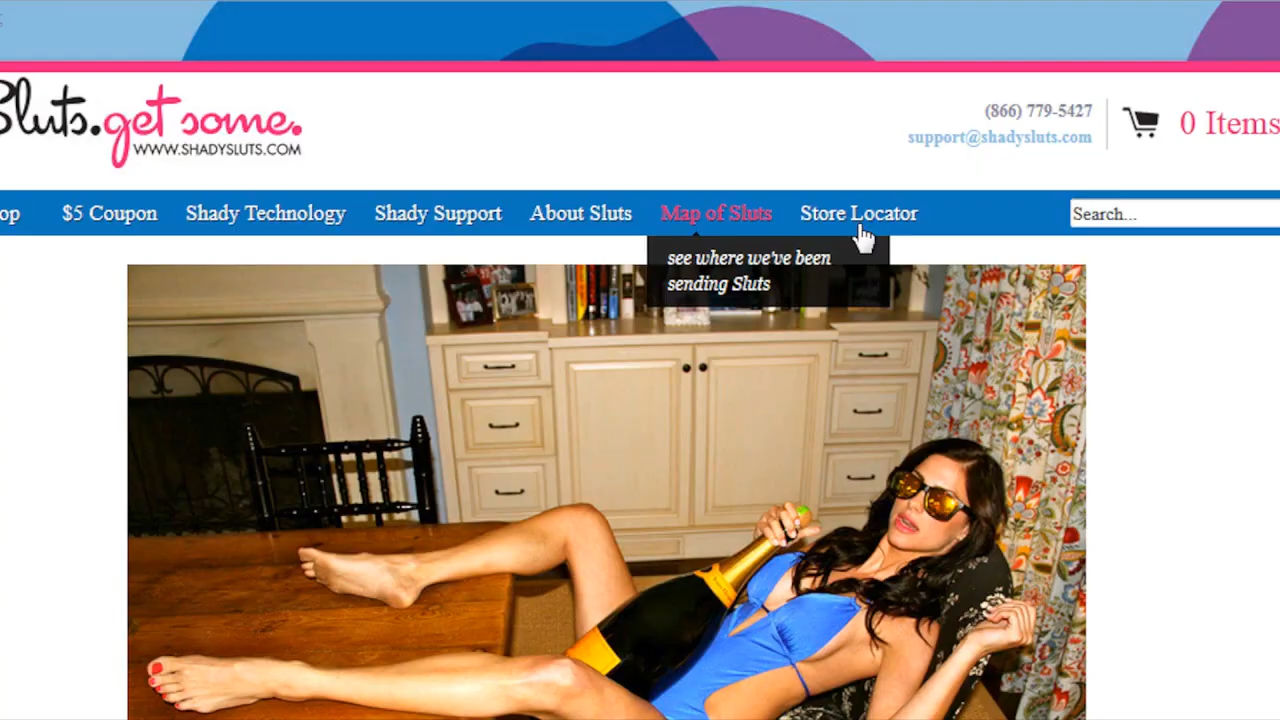 Sluts. get some.
WWW.SHADYSLUTS.COM
(866) 779-5427
support@shadysluts.com
0 Items
op $5 Coupon Shady Technology Shady Support About Sluts Map of Sluts Store Locator Search...
see where we've been
sending Sluts